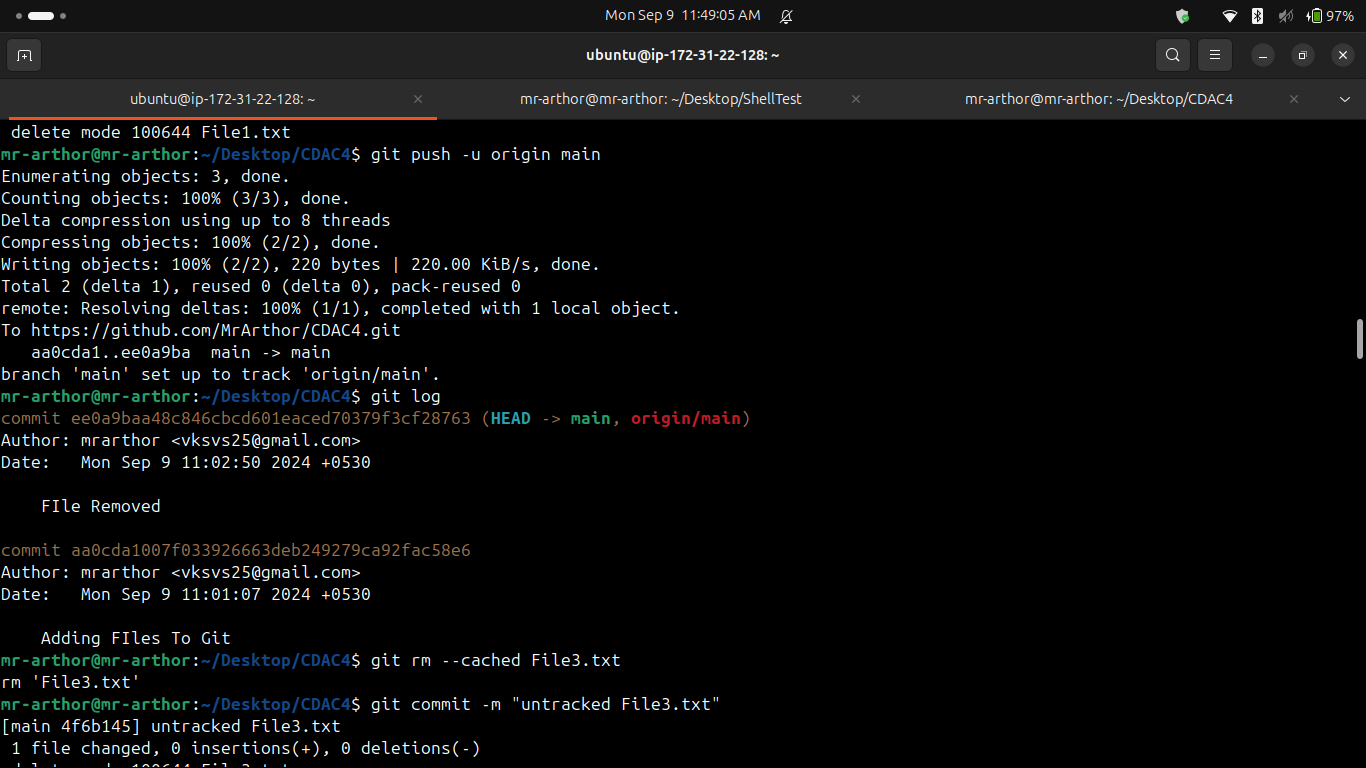 Mon Sep 9 11:49:05 AM
97%
ubuntu@ip-172-31-22-128: ~
ubuntu@ip-172-31-22-128: ~
mr-arthor@mr-arthor: ~/Desktop/ShellTest
mr-arthor@mr-arthor: ~/Desktop/CDAC4
delete mode 100644 File1.txt
mr-arthor@mr-arthor:~/Desktop/CDAC4$ git push -u origin main
Enumerating objects: 3, done.
Counting objects: 100% (3/3), done.
Delta compression using up to 8 threads
Compressing objects: 100% (2/2), done.
Writing objects: 100% (2/2), 220 bytes | 220.00 KiB/s, done.
Total 2 (delta 1), reused 0 (delta 0), pack-reused 0
remote: Resolving deltas: 100% (1/1), completed with 1 local object.
To https://github.com/MrArthor/CDAC4.git
aa0cda1..ee0a9ba  main -> main
branch 'main' set up to track 'origin/main'.
mr-arthor@mr-arthor:~/Desktop/CDAC4$ git log
commit ee0a9baa48c846cbcd601eaced70379f3cf28763 (HEAD -> main, origin/main)
Author: mrarthor <vksvs25@gmail.com>
Date:   Mon Sep 9 11:02:50 2024 +0530
FIle Removed
commit aa0cda1007f033926663deb249279ca92fac58e6
Author: mrarthor <vksvs25@gmail.com>
Date:   Mon Sep 9 11:01:07 2024 +0530
Adding FIles To Git
mr-arthor@mr-arthor:~/Desktop/CDAC4$ git rm --cached File3.txt
rm 'File3.txt'
mr-arthor@mr-arthor:~/Desktop/CDAC4$ git commit -m "untracked File3.txt"
[main 4f6b145] untracked File3.txt
1 file changed, 0 insertions(+), 0 deletions(-)